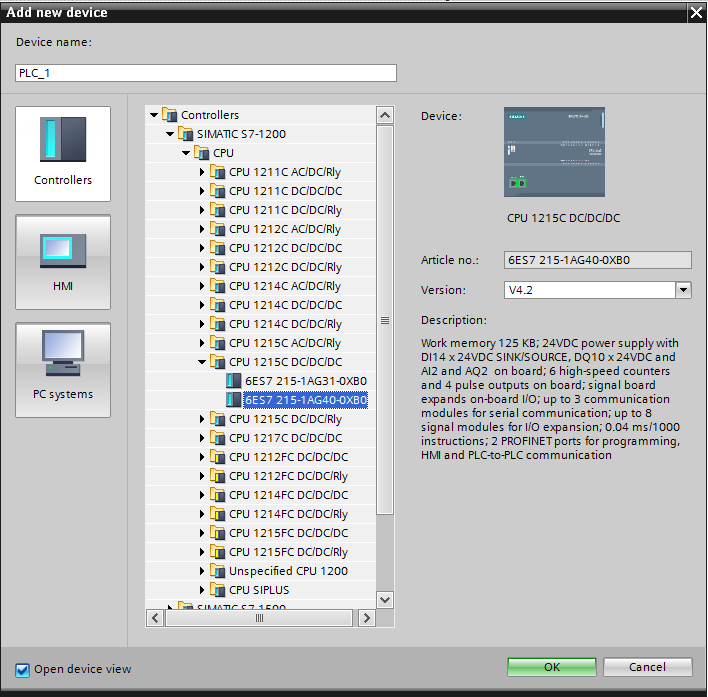 Add new device
Device name:
PLC_1
Controllers
HMI
PC systems
Controllers
SIMATIC S7-1200
CPU
CPU 1211C AC/DC/Rly
CPU 1211C DC/DC/DC
CPU 1211C DC/DC/Rly
CPU 1212C AC/DC/Rly
CPU 1212C DC/DC/DC
CPU 1212C DC/DC/Rly
CPU 1214C AC/DC/Rly
CPU 1214C DC/DC/DC
CPU 1214C DC/DC/Rly
CPU 1215C AC/DC/Rly
CPU 1215C DC/DC/DC
6ES7 215-1AG31-0XB0
6ES7 215-1AG40-0XB0
CPU 1215C DC/DC/Rly
CPU 1217C DC/DC/DC
CPU 1212FC DC/DC/DC
CPU 1212FC DC/DC/Rly
CPU 1214FC DC/DC/DC
CPU 1214FC DC/DC/Rly
CPU 1215FC DC/DC/DC
CPU 1215FC DC/DC/Rly
Unspecified CPU 1200
CPU SIPLUS
SIMATIC S7-1500
Device:
SIEMENS
CPU 1215C DC/DC/DC
Article no.:
6ES7 215-1AG40-0XB0
Version:
V4.2
Description:
Work memory 125 KB; 24VDC power supply with
DI14 x 24VDC SINK/SOURCE, DQ10 x 24VDC and
AI2 and AQ2 on board; 6 high-speed counters
and 4 pulse outputs on board; signal board
expands on-board I/O; up to 3 communication
modules for serial communication; up to 8
signal modules for I/O expansion; 0.04 ms/1000
instructions; 2 PROFINET ports for programming,
HMI and PLC-to-PLC communication
Open device view
OK
Cancel